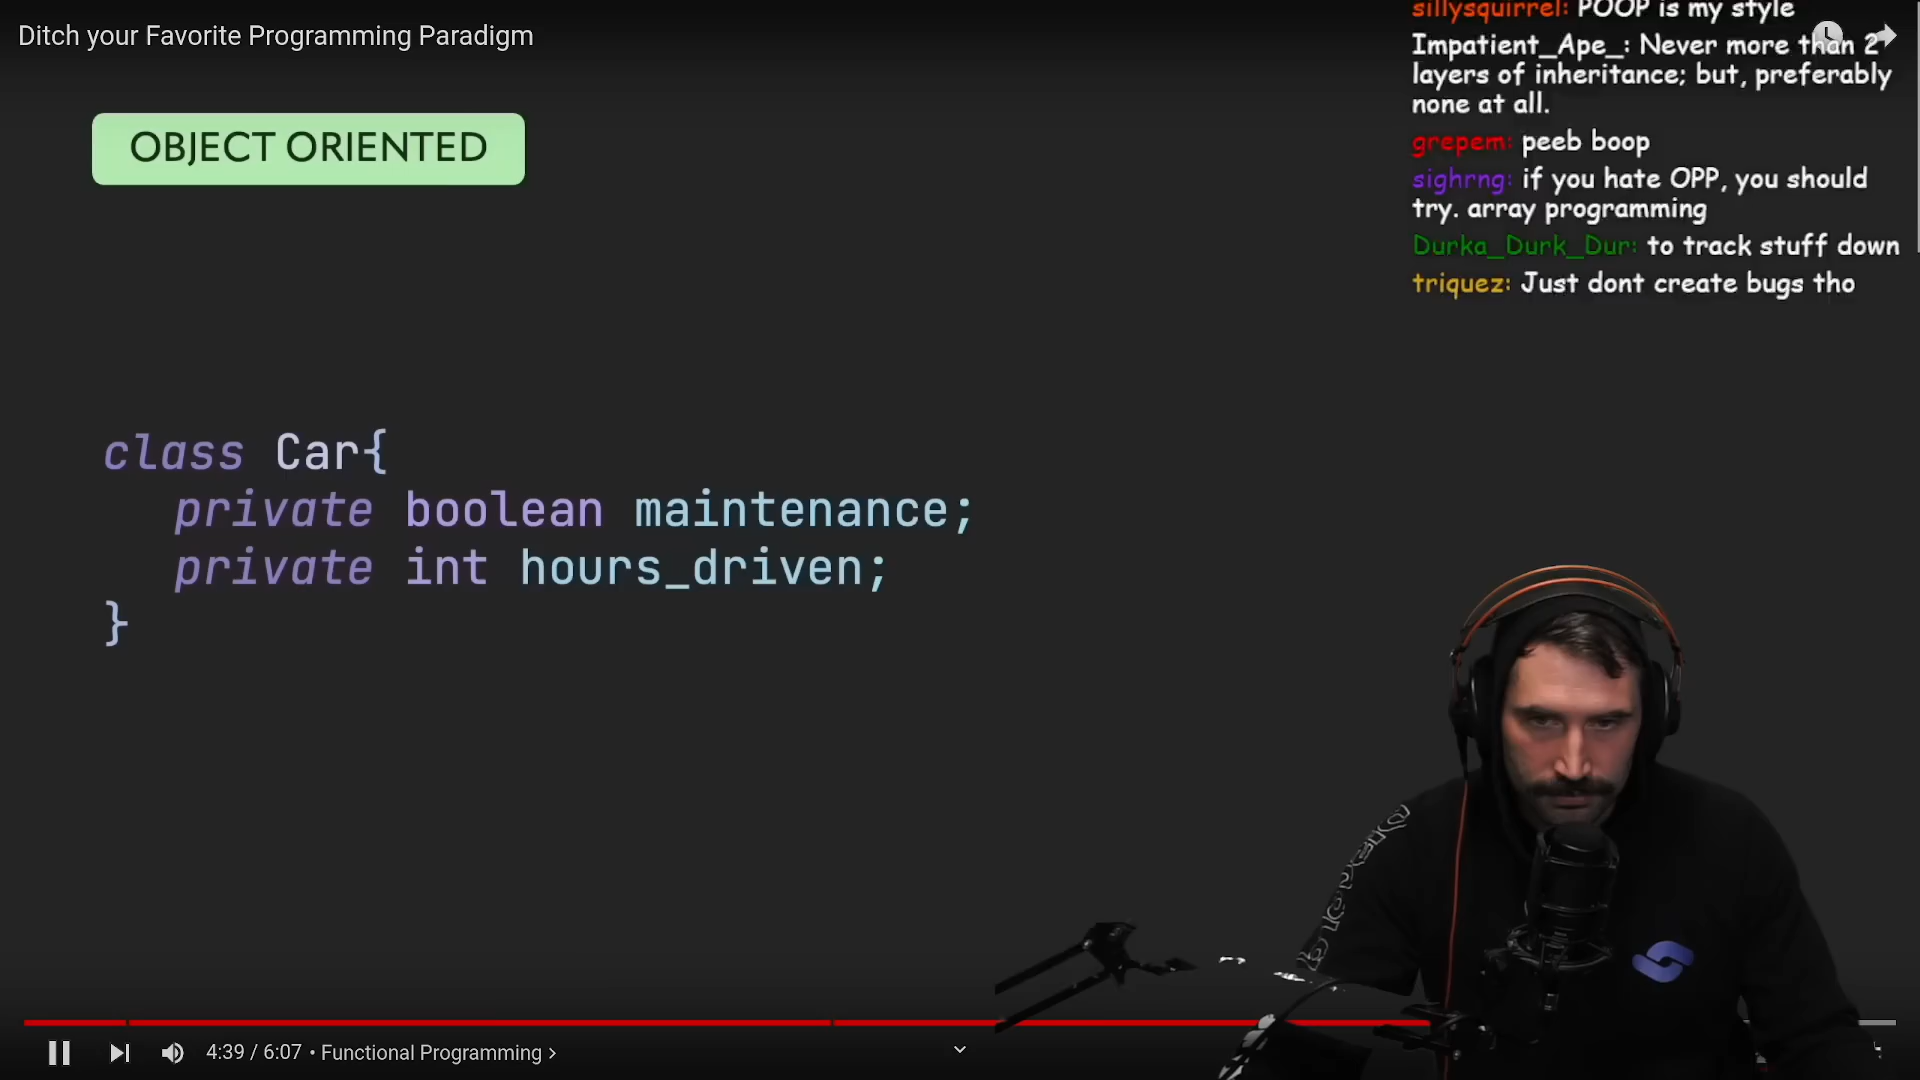 Ditch your Favorite Programming Paradigm
sillysquirrel: POOP is my style
Impatient_Ape_: Never more than 2
layers of inheritance; but, preferably
none at all.
grepem: peeb boop
sighrng: if you hate OPP, you should
try. array programming
Durka_Durk_Dur: to track stuff down
triquez: Just dont create bugs tho
OBJECT ORIENTED
class Car{
private boolean maintenance;
private int hours_driven;
}
4:39 / 6:07 • Functional Programming >